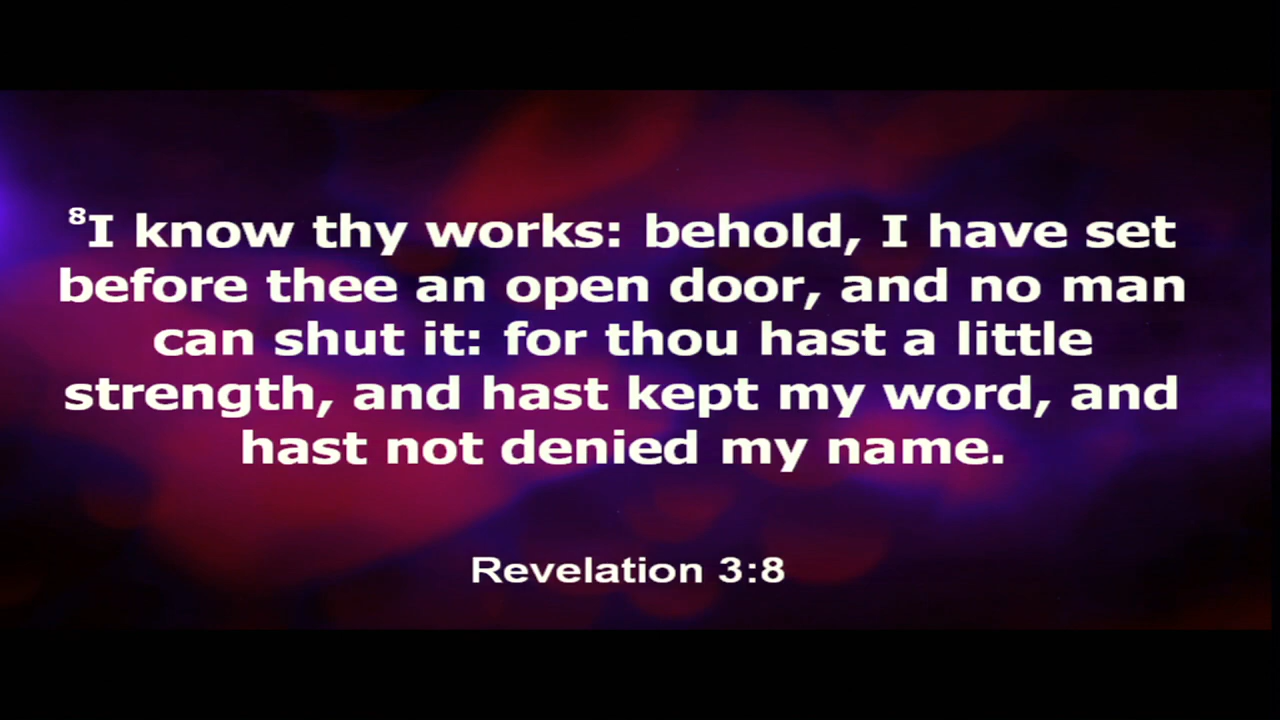 ⁸I know thy works: behold, I have set
before thee an open door, and no man
can shut it: for thou hast a little
strength, and hast kept my word, and
hast not denied my name.
Revelation 3:8